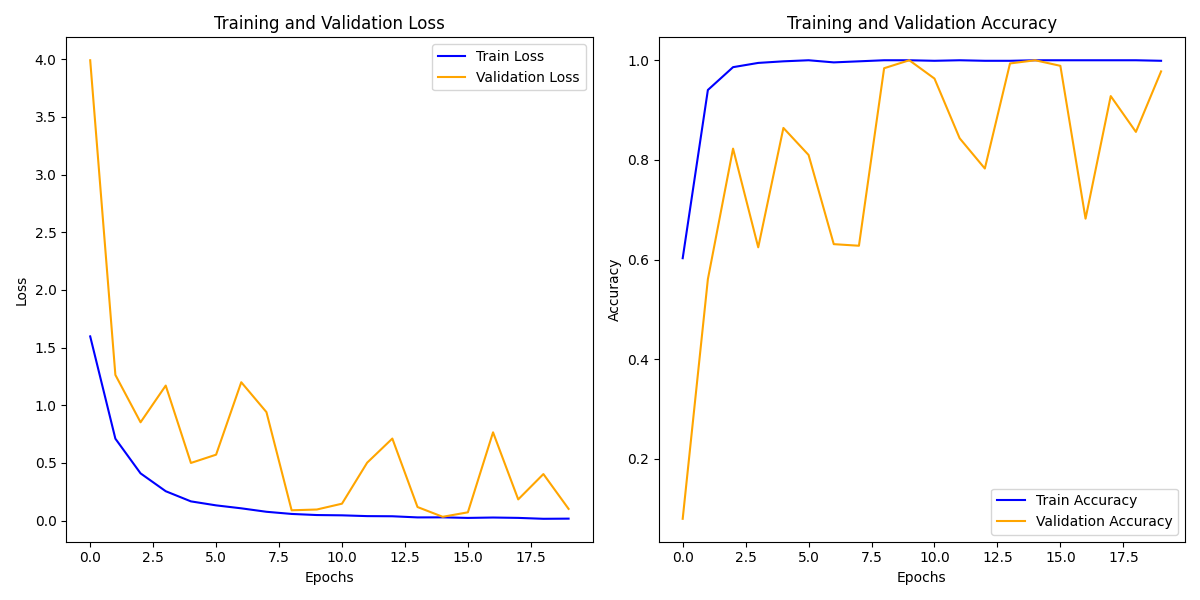 Training and Validation Loss
Train Loss
Validation Loss
4.0
3.5
3.0
2.5
2.0
1.5
1.0
0.5
0.0
Loss
0.0 2.5 5.0 7.5 10.0 12.5 15.0 17.5
Epochs
Training and Validation Accuracy
1.0
0.8
0.6
0.4
0.2
Accuracy
Train Accuracy
Validation Accuracy
0.0 2.5 5.0 7.5 10.0 12.5 15.0 17.5
Epochs